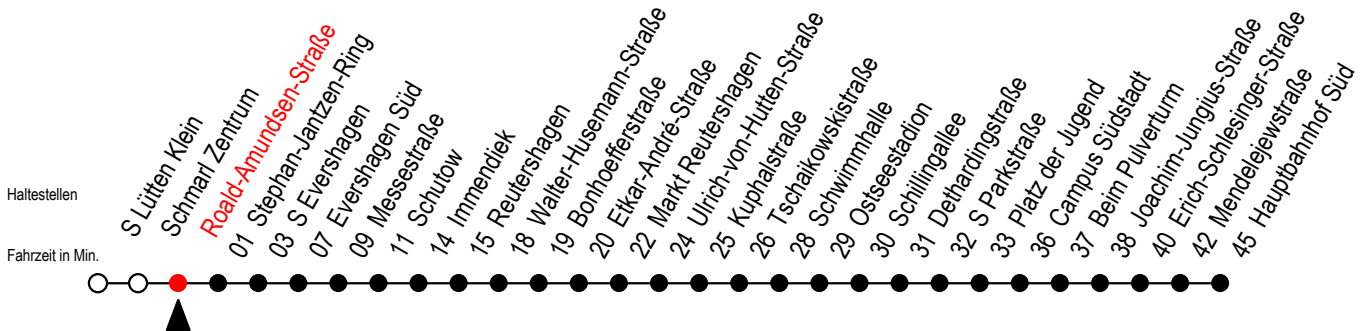 S Lütten Klein
Schmarl Zentrum
Roald-Amundsen-Straße
01 Stephan-Jantzen-Ring
03 S Evershagen
07 Evershagen Süd
09 Messestraße
11 Schutow
14 Immendiek
15 Reutershagen
18 Walter-Husemann-Straße
19 Bonhoefferstraße
20 Etkar-André-Straße
22 Markt Reutershagen
24 Ulrich-von-Hutten-Straße
25 Kuphalstraße
26 Tschaikowskistraße
28 Schwimmhalle
29 Ostseestadion
30 Schillingallee
31 Dethardingstraße
32 S Parkstraße
33 Platz der Jugend
36 Campus Südstadt
37 Beim Pulverturm
38 Joachim-Jungius-Straße
40 Erich-Schlesinger-Straße
42 Mendelejewstraße
45 Hauptbahnhof Süd
Haltestellen
Fahrzeit in Min.